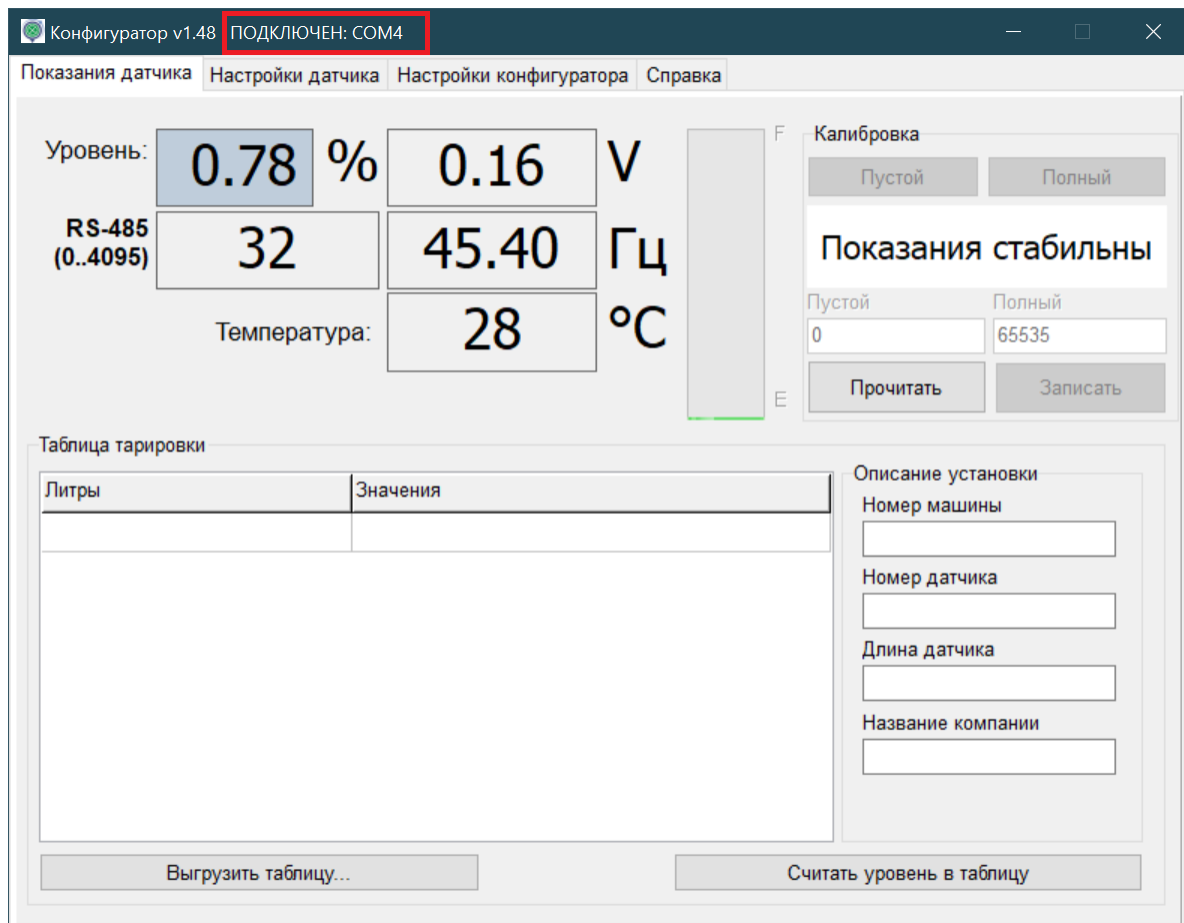 Конфигуратор v1.48 ПОДКЛЮЧЕН: COM4
Показания датчика Настройки датчика Настройки конфигуратора Справка
Уровень: 0.78 % 0.16 V
RS-485
(0..4095)
32 45.40 Гц
Температура: 28 °C
F
E
Калибровка
Пустой Полный
Показания стабильны
Пустой Полный
0 65535
Прочитать Записать
Таблица тарировки
Литры Значения
Описание установки
Номер машины
Номер датчика
Длина датчика
Название компании
Выгрузить таблицу... Считать уровень в таблицу